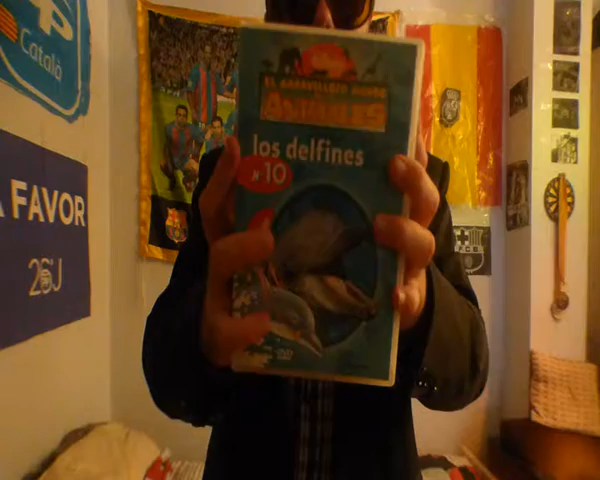 Català
A FAVOR
26J
EL MARAVILLOSO MUNDO
ANIMALES
los delfines
x 10
DVD
F C B